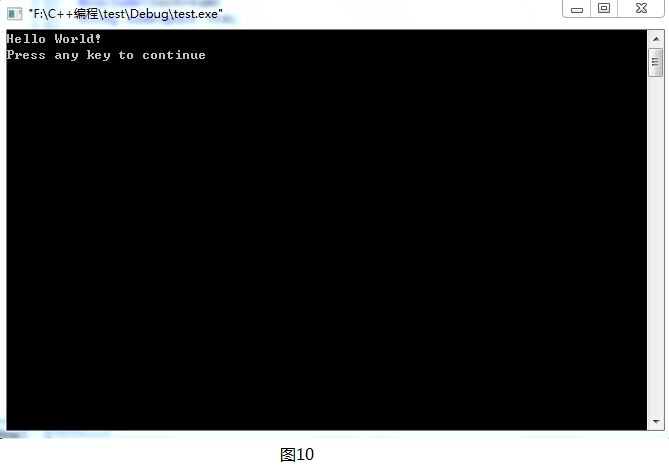 "F:\C++编程\test\Debug\test.exe"
Hello World!
Press any key to continue
图10